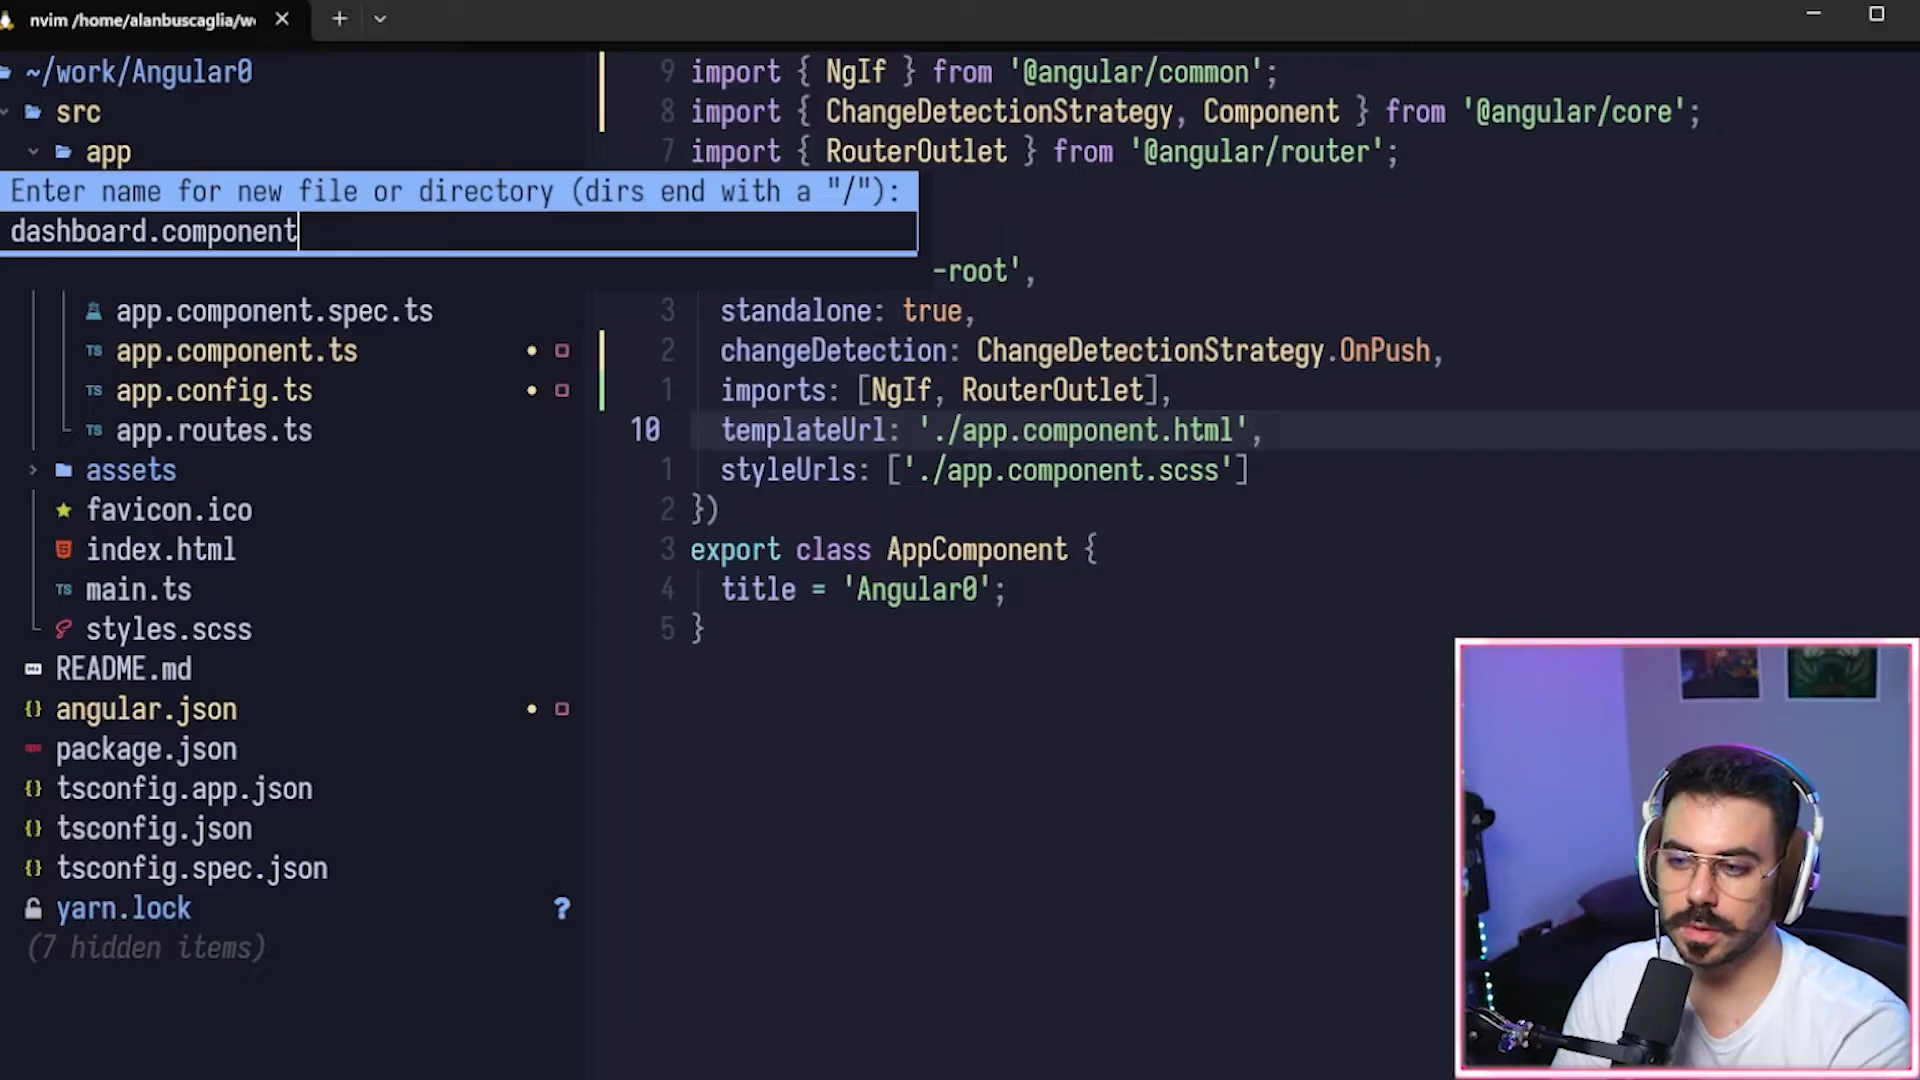 nvim /home/alanbuscaglia/w
~/work/Angular0
src
app
Enter name for new file or directory (dirs end with a "/"):
dashboard.component
app.component.spec.ts
app.component.ts
app.config.ts
app.routes.ts
assets
favicon.ico
index.html
main.ts
styles.scss
README.md
angular.json
package.json
tsconfig.app.json
tsconfig.json
tsconfig.spec.json
yarn.lock ?
(7 hidden items)
9 import { NgIf } from '@angular/common';
8 import { ChangeDetectionStrategy, Component } from '@angular/core';
7 import { RouterOutlet } from '@angular/router';
-root',
3 standalone: true,
2 changeDetection: ChangeDetectionStrategy.OnPush,
1 imports: [NgIf, RouterOutlet],
10 templateUrl: './app.component.html',
1 styleUrls: ['./app.component.scss']
2 })
3 export class AppComponent {
4 title = 'Angular0';
5 }